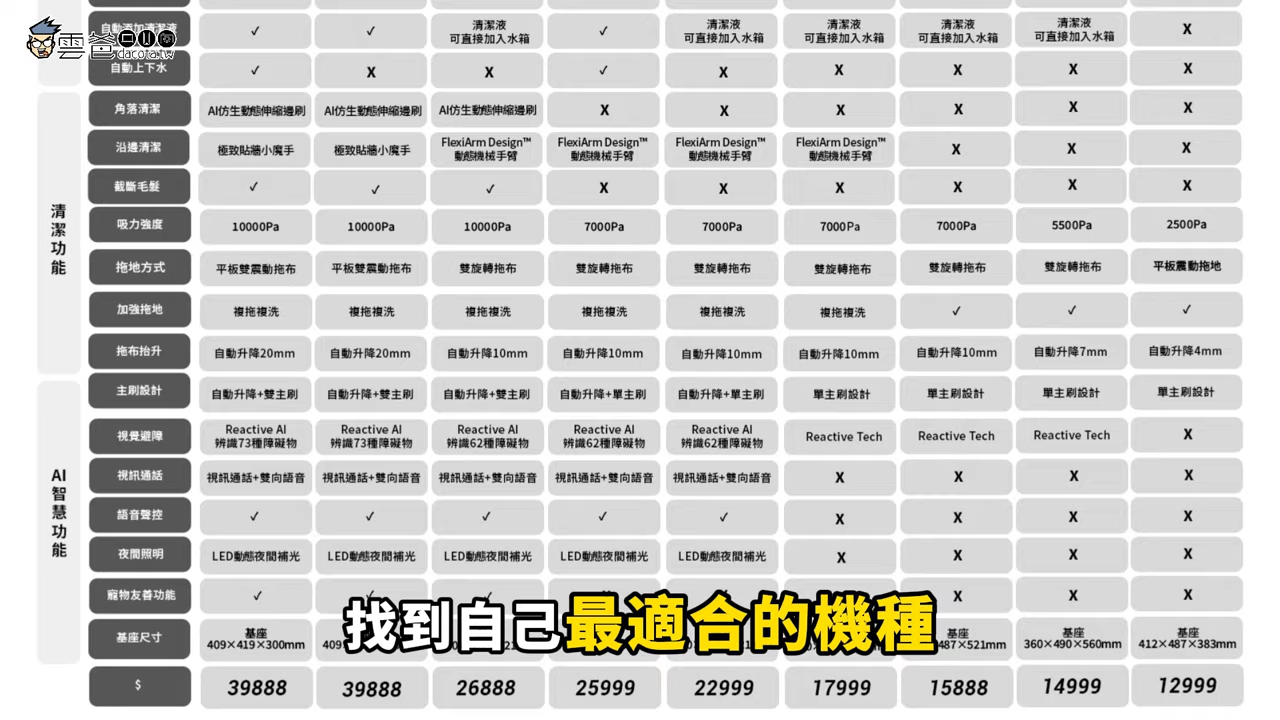 雲爸
dacota.tw
自動添加清潔液 ✓ ✓ 清潔液 可直接加入水箱 ✓ 清潔液 可直接加入水箱 清潔液 可直接加入水箱 清潔液 可直接加入水箱 清潔液 可直接加入水箱 X
自動上下水 ✓ X X ✓ X X X X X
清潔功能
角落清潔 AI仿生動態伸縮邊刷 AI仿生動態伸縮邊刷 AI仿生動態伸縮邊刷 X X X X X X
沿邊清潔 極致貼牆小魔手 極致貼牆小魔手 FlexiArm Design™ 動態機械手臂 FlexiArm Design™ 動態機械手臂 FlexiArm Design™ 動態機械手臂 FlexiArm Design™ 動態機械手臂 X X X
截斷毛髮 ✓ ✓ ✓ X X X X X X
吸力強度 10000Pa 10000Pa 10000Pa 7000Pa 7000Pa 7000Pa 7000Pa 5500Pa 2500Pa
拖地方式 平板雙震動拖布 平板雙震動拖布 雙旋轉拖布 雙旋轉拖布 雙旋轉拖布 雙旋轉拖布 雙旋轉拖布 雙旋轉拖布 平板震動拖地
加強拖地 複拖複洗 複拖複洗 複拖複洗 複拖複洗 複拖複洗 複拖複洗 ✓ ✓ ✓
拖布抬升 自動升降20mm 自動升降20mm 自動升降10mm 自動升降10mm 自動升降10mm 自動升降10mm 自動升降10mm 自動升降7mm 自動升降4mm
AI智慧功能
主刷設計 自動升降+雙主刷 自動升降+雙主刷 自動升降+雙主刷 自動升降+單主刷 自動升降+單主刷 單主刷設計 單主刷設計 單主刷設計 單主刷設計
視覺避障 Reactive AI 辨識73種障礙物 Reactive AI 辨識73種障礙物 Reactive AI 辨識62種障礙物 Reactive AI 辨識62種障礙物 Reactive AI 辨識62種障礙物 Reactive Tech Reactive Tech Reactive Tech X
視訊通話 視訊通話+雙向語音 視訊通話+雙向語音 視訊通話+雙向語音 視訊通話+雙向語音 視訊通話+雙向語音 X X X X
語音聲控 ✓ ✓ ✓ ✓ ✓ X X X X
夜間照明 LED動態夜間補光 LED動態夜間補光 LED動態夜間補光 LED動態夜間補光 LED動態夜間補光 X X X X
寵物友善功能 ✓ X X X
基座尺寸 基座 409×419×300mm 基座 360×490×560mm 基座 412×487×383mm
找到自己最適合的機種
$ 39888 39888 26888 25999 22999 17999 15888 14999 12999